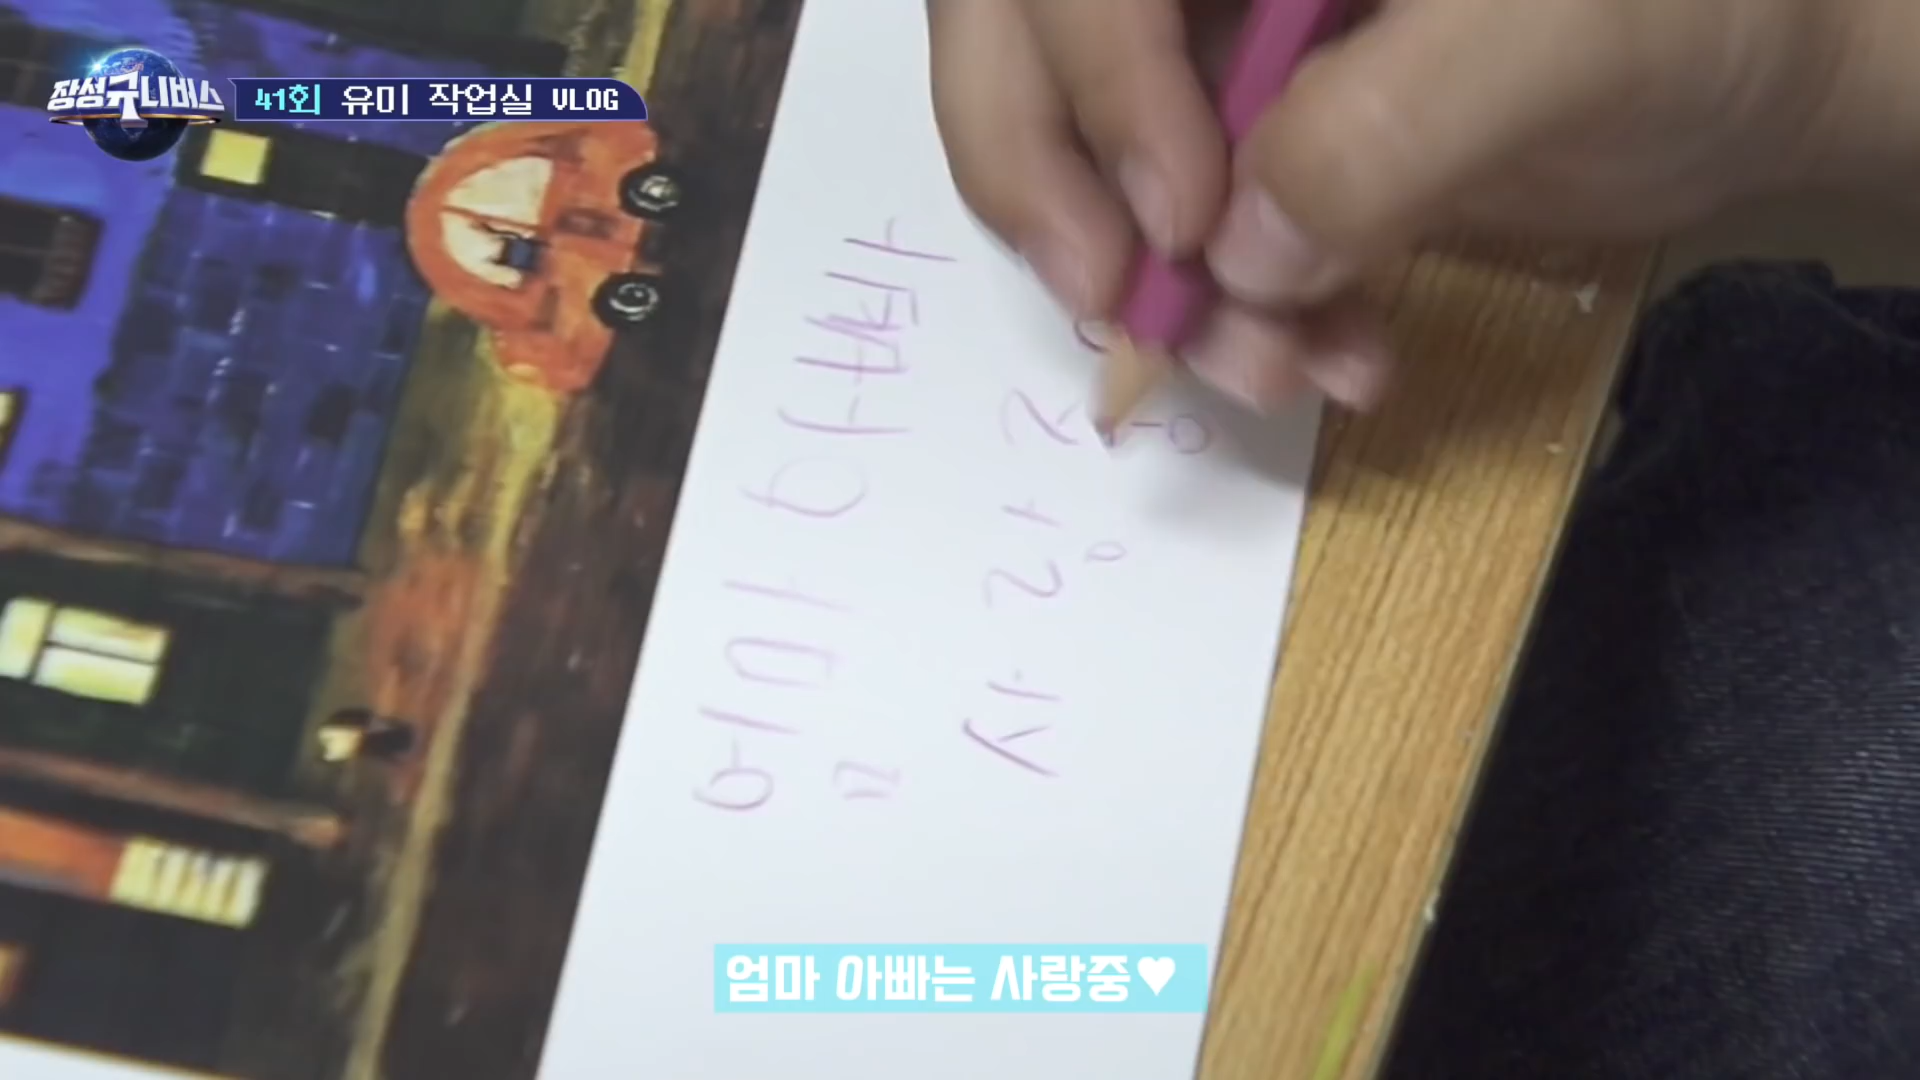 장성규니버스
41회 유미 작업실 VLOG
엄마 아빠는
사랑중
엄마 아빠는 사랑중♥